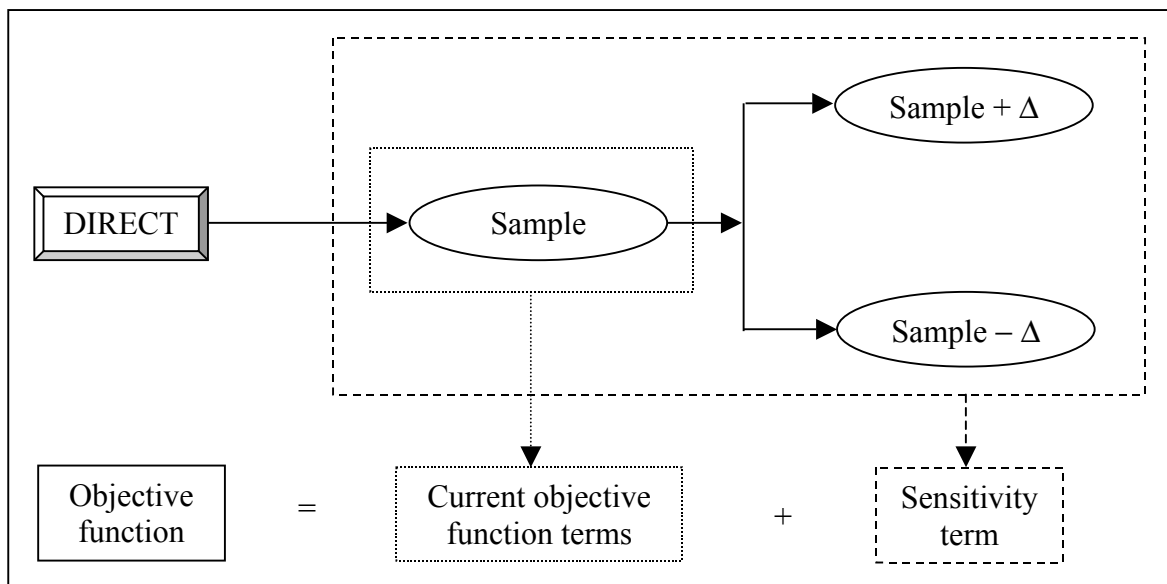 Sample + Δ
DIRECT
Sample
Sample − Δ
Objective
function
=
Current objective
function terms
+
Sensitivity
term